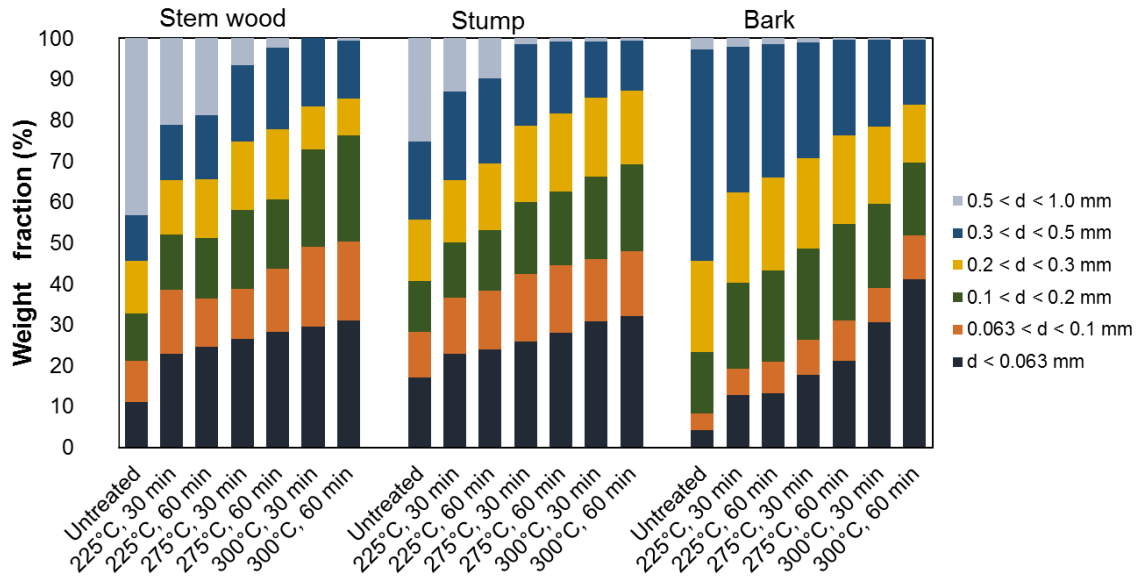 Stem wood
Stump
Bark
Weight fraction (%)
100
90
80
70
60
50
40
30
20
10
0
Untreated
225°C, 30 min
225°C, 60 min
275°C, 30 min
275°C, 60 min
300°C, 30 min
300°C, 60 min
Untreated
225°C, 30 min
225°C, 60 min
275°C, 30 min
275°C, 60 min
300°C, 30 min
300°C, 60 min
Untreated
225°C, 30 min
225°C, 60 min
275°C, 30 min
275°C, 60 min
300°C, 30 min
300°C, 60 min
0.5 < d < 1.0 mm
0.3 < d < 0.5 mm
0.2 < d < 0.3 mm
0.1 < d < 0.2 mm
0.063 < d < 0.1 mm
d < 0.063 mm